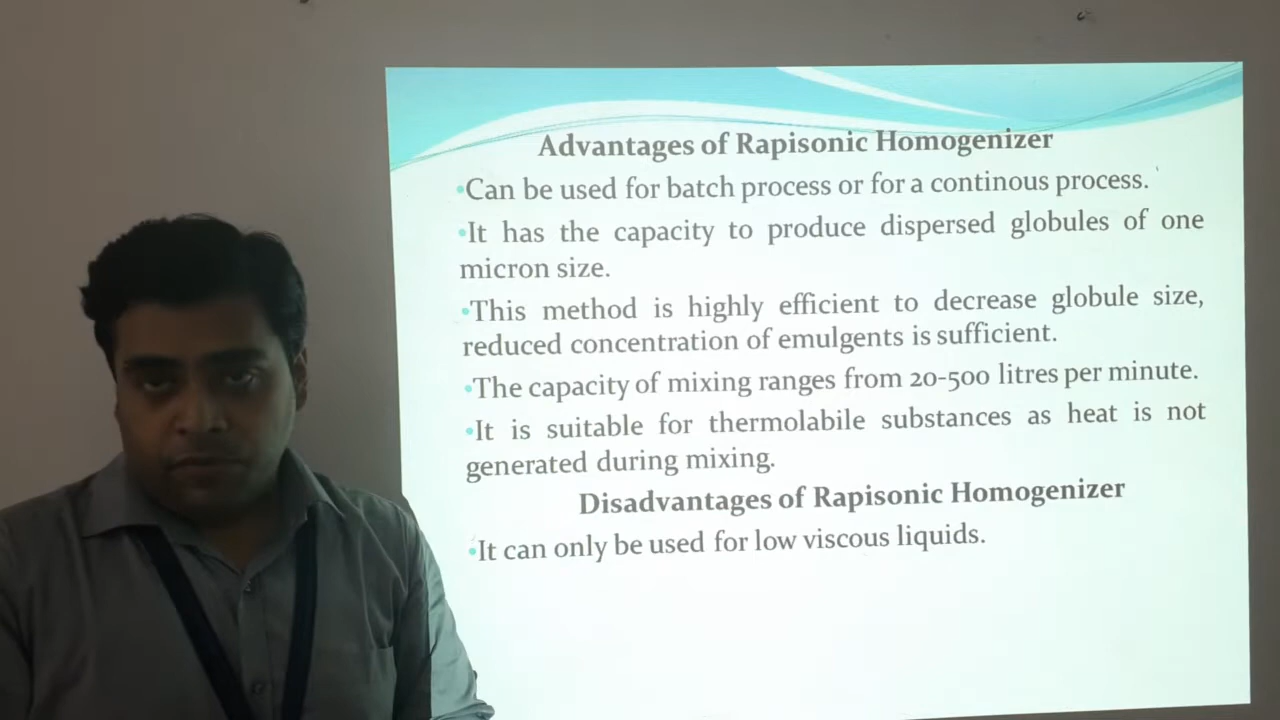 Advantages of Rapisonic Homogenizer
•Can be used for batch process or for a continous process.
•It has the capacity to produce dispersed globules of one
micron size.
•This method is highly efficient to decrease globule size,
reduced concentration of emulgents is sufficient.
•The capacity of mixing ranges from 20-500 litres per minute.
•It is suitable for thermolabile substances as heat is not
generated during mixing.
Disadvantages of Rapisonic Homogenizer
•It can only be used for low viscous liquids.